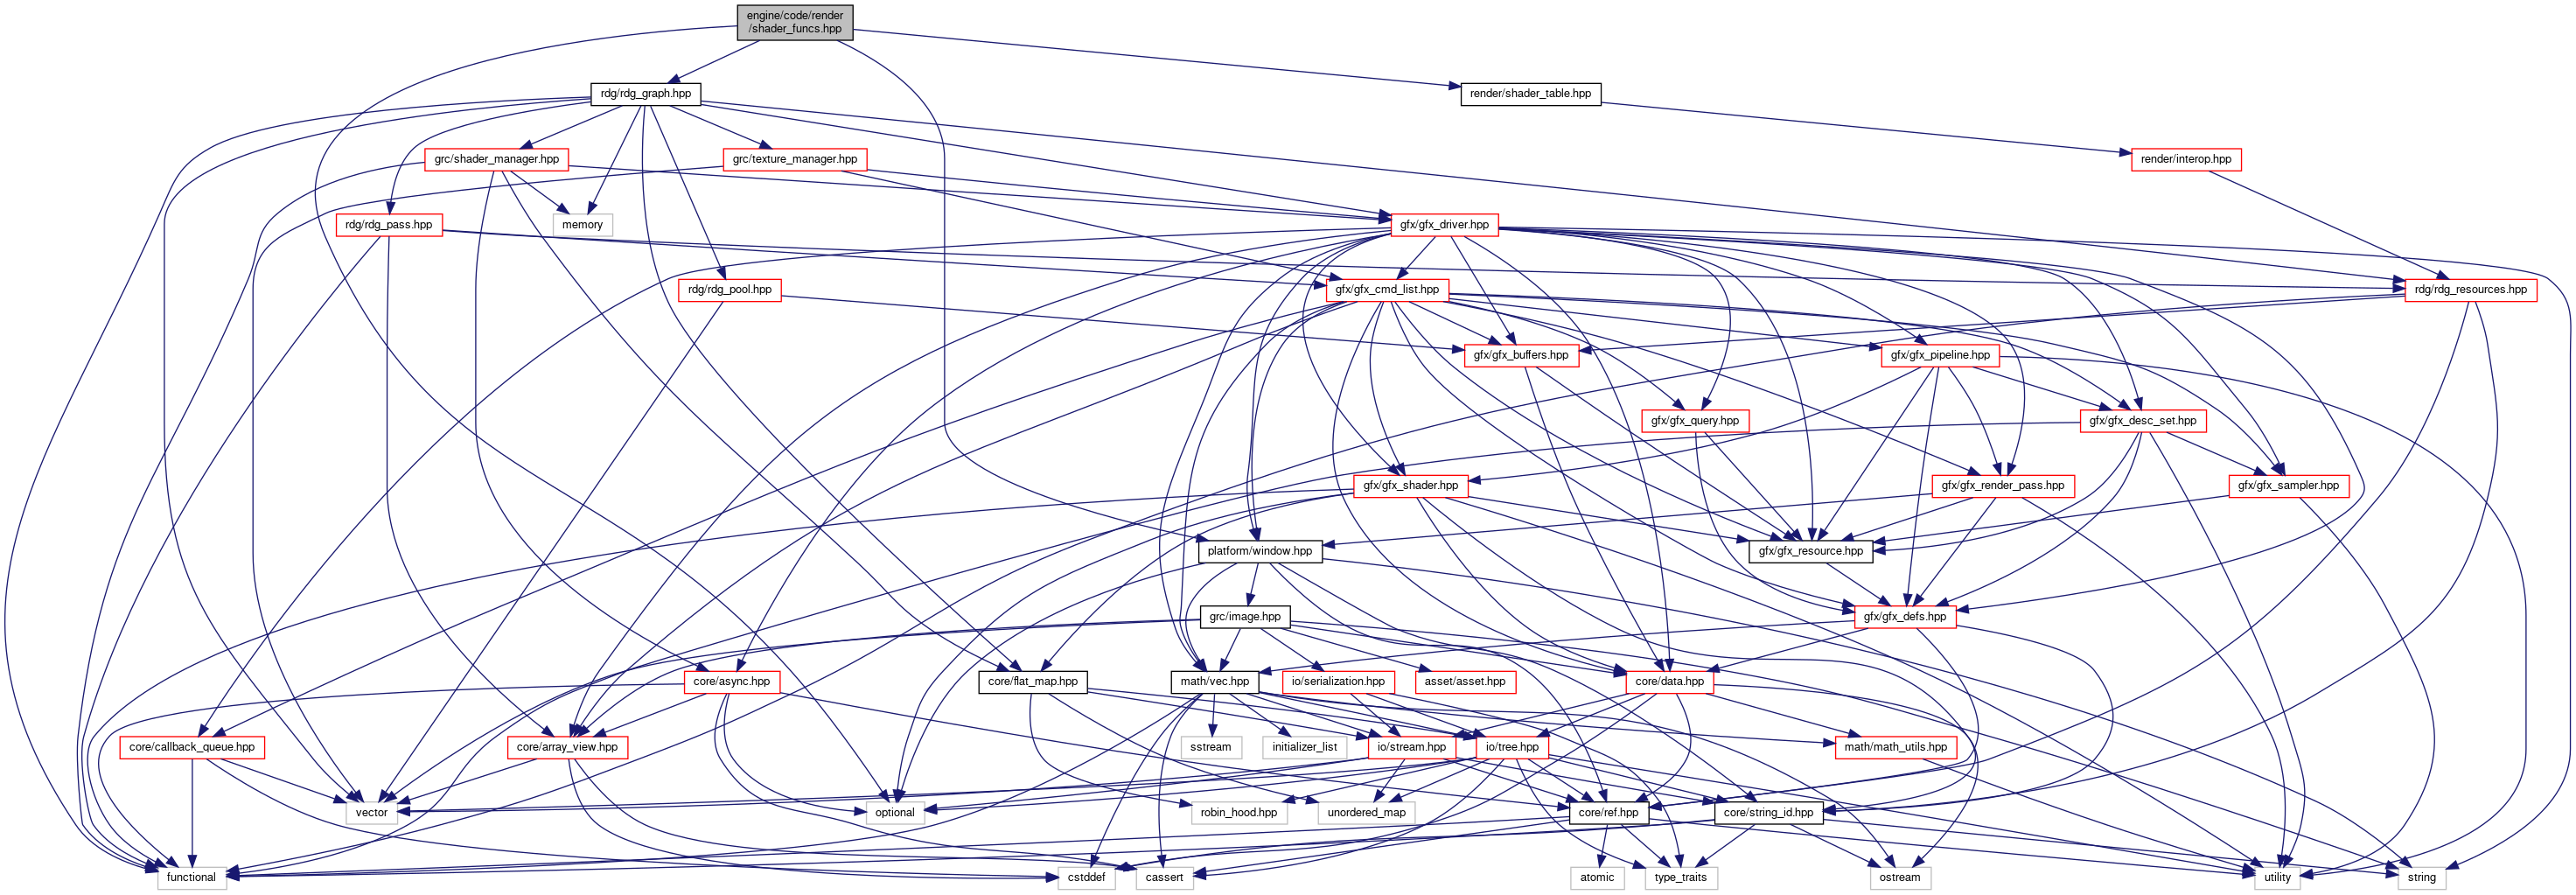 engine/code/render
/shader_funcs.hpp
rdg/rdg_graph.hpp
render/shader_table.hpp
grc/shader_manager.hpp
grc/texture_manager.hpp
render/interop.hpp
rdg/rdg_pass.hpp
memory
gfx/gfx_driver.hpp
rdg/rdg_pool.hpp
gfx/gfx_cmd_list.hpp
rdg/rdg_resources.hpp
gfx/gfx_buffers.hpp
gfx/gfx_pipeline.hpp
gfx/gfx_query.hpp
gfx/gfx_desc_set.hpp
gfx/gfx_shader.hpp
gfx/gfx_render_pass.hpp
gfx/gfx_sampler.hpp
platform/window.hpp
gfx/gfx_resource.hpp
grc/image.hpp
gfx/gfx_defs.hpp
core/async.hpp
core/flat_map.hpp
math/vec.hpp
io/serialization.hpp
asset/asset.hpp
core/data.hpp
core/callback_queue.hpp
core/array_view.hpp
sstream
initializer_list
io/stream.hpp
io/tree.hpp
math/math_utils.hpp
vector
optional
robin_hood.hpp
unordered_map
core/ref.hpp
core/string_id.hpp
functional
cstddef
cassert
atomic
type_traits
ostream
utility
string